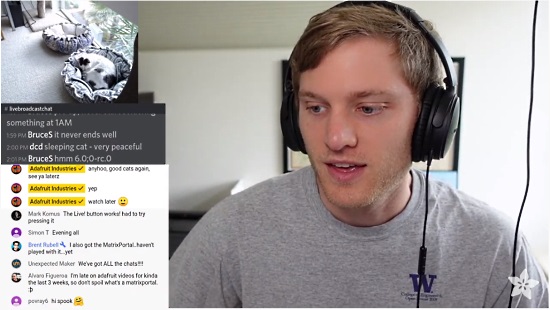 # livebroadcastchat
something at 1AM
1:59 PM BruceS it never ends well
2:00 PM dcd sleeping cat - very peaceful
2:01 PM BruceS hmm 6.0;0-rc.0
Adafruit Industries ✓ anyhoo, good cats again,
see ya laterz
Adafruit Industries ✓ yep
Adafruit Industries ✓ watch later 🙂
Mark Komus The Live! button works! had to try
pressing it
Simon T Evening all
Brent Rubell 🔧 I also got the MatrixPortal..haven't
played with it...yet
Unexpected Maker We've got ALL the chats!!!!
Alvaro Figueroa I'm late on adafruit videos for kinda
the last 3 weeks, so don't spoil what's a matrixportal.
:þ
povray6 hi spook 🤗
W